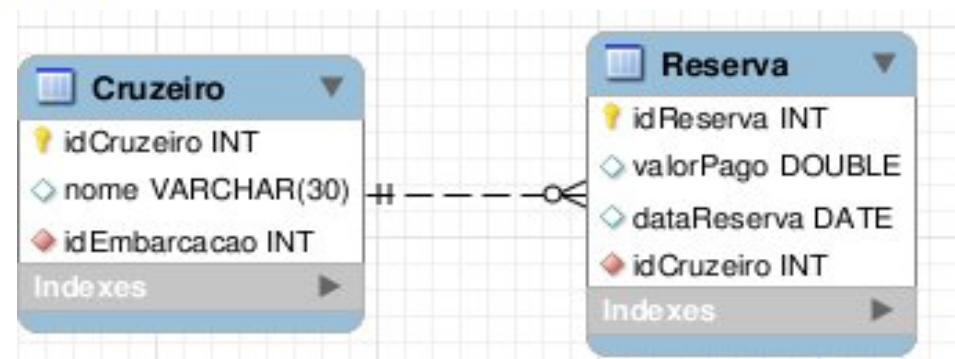 Cruzeiro
idCruzeiro INT
nome VARCHAR(30)
idEmbarcacao INT
Indexes
Reserva
idReserva INT
valorPago DOUBLE
dataReserva DATE
idCruzeiro INT
Indexes